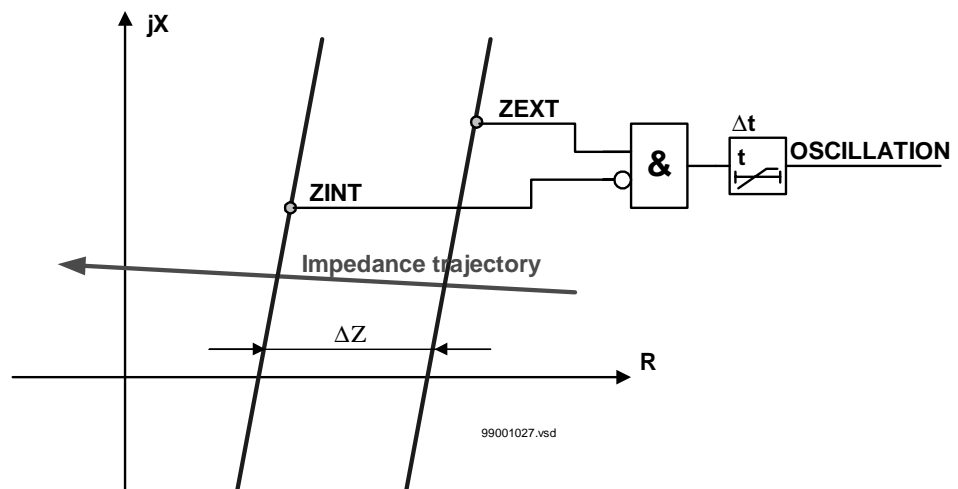 jX
ZEXT
Δt
&
t
OSCILLATION
ZINT
Impedance trajectory
ΔZ
R
99001027.vsd